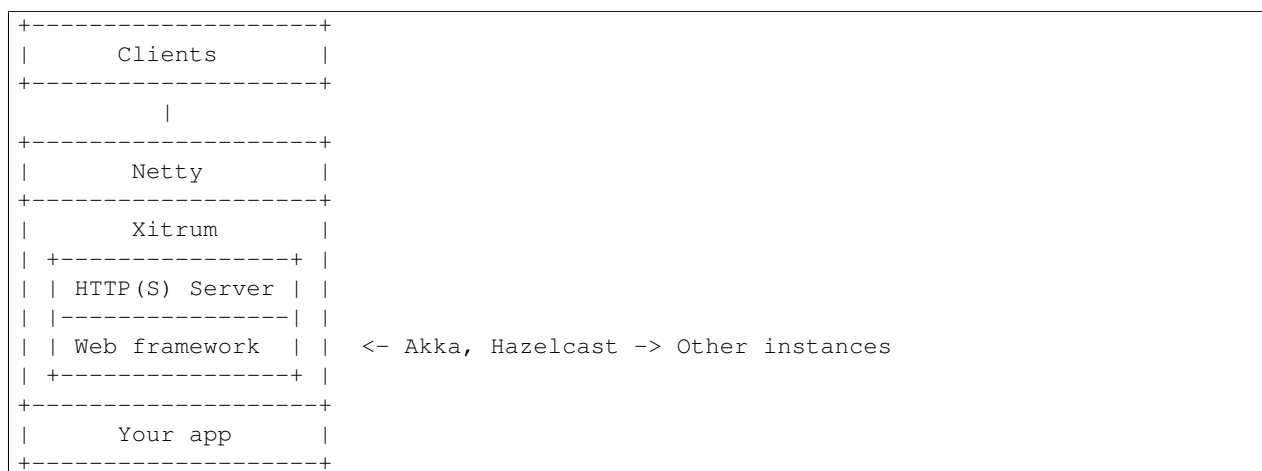 +--------------------+
|      Clients       |
+--------------------+
          |
+--------------------+
|       Netty        |
+--------------------+
|       Xitrum       |
| +----------------+ |
| | HTTP(S) Server | |
| |----------------| |
| | Web framework  | |  <- Akka, Hazelcast -> Other instances
| +----------------+ |
+--------------------+
|      Your app      |
+--------------------+